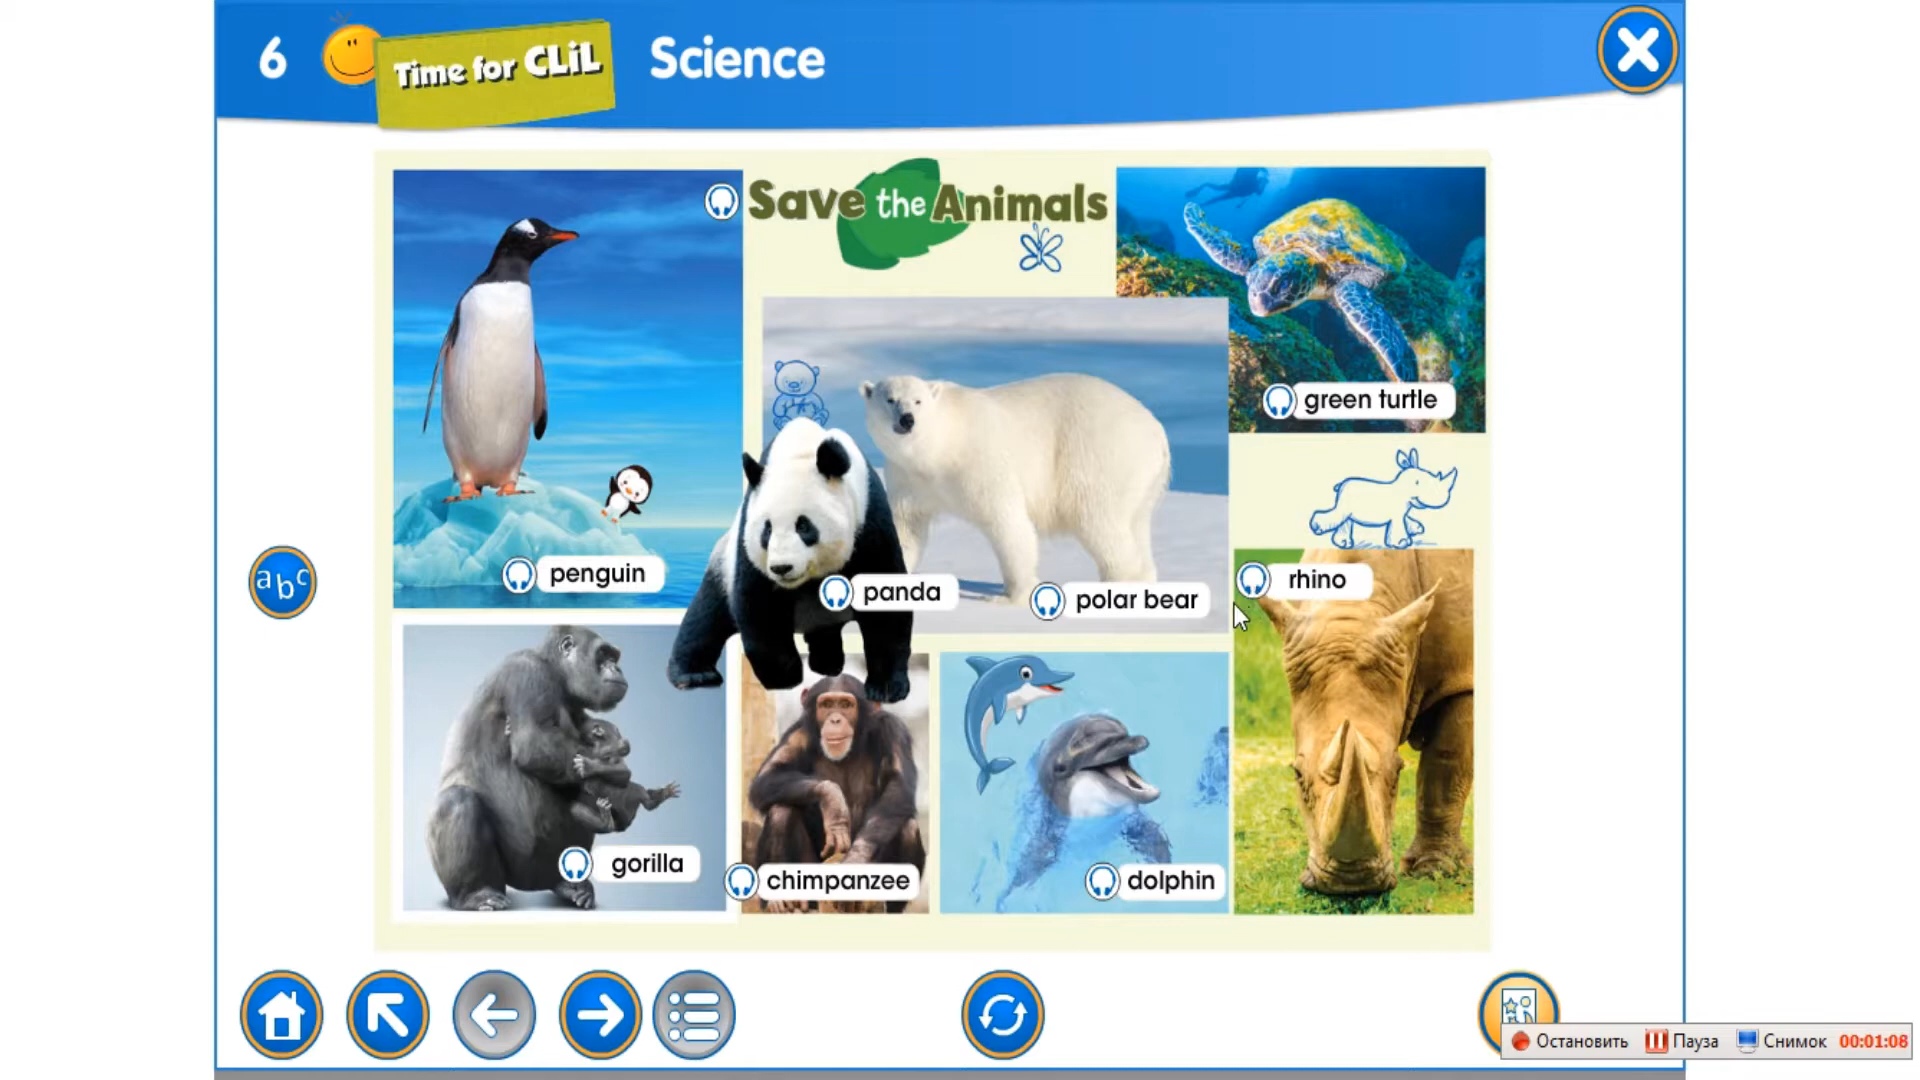 6
Time for CLiL
Science
Save the Animals
green turtle
penguin
panda
polar bear
rhino
abc
gorilla
chimpanzee
dolphin
Остановить Пауза Снимок 00:01:08